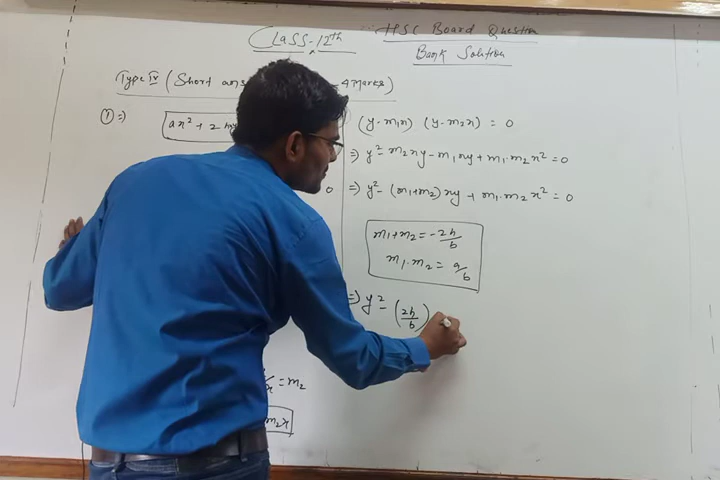 CLASS-12th
HSC Board Question
Bank Solution
Type IV (Short ans 4 Marks)
① ⇒) ax² + 2
0
(y-m₁x) (y-m₂x) = 0
⇒ y² - m₂xy - m₁xy + m₁·m₂x² = 0
⇒ y² - (m₁+m₂)xy + m₁·m₂x² = 0
m₁+m₂ = -2h/b
m₁·m₂ = a/b
⇒ y² - (2h/b)
= m₂
m₂x